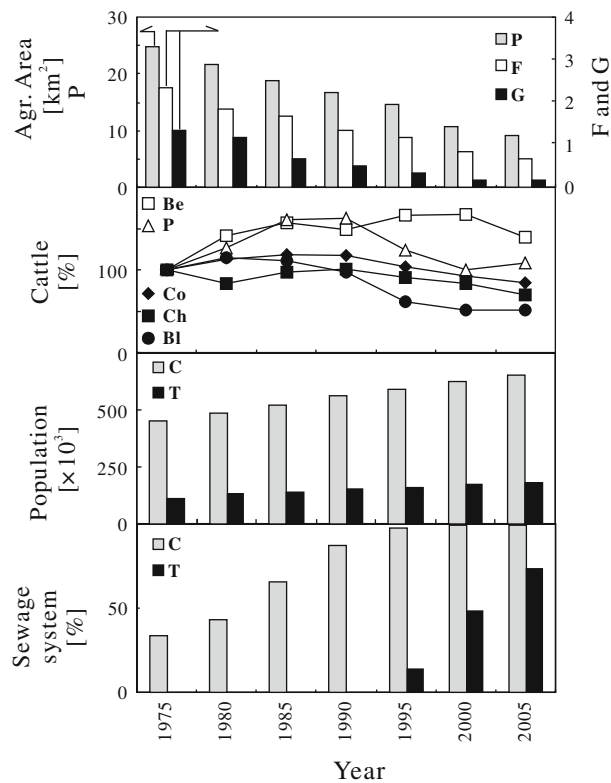 Agr. Area
[km²]
P
30
20
10
0
P
F
G
4
3
2
1
0
F and G
Cattle
[%]
100
0
Be
P
Co
Ch
Bl
Population
[×10³]
500
250
0
C
T
Sewage
system
[%]
50
0
C
T
1975
1980
1985
1990
1995
2000
2005
Year